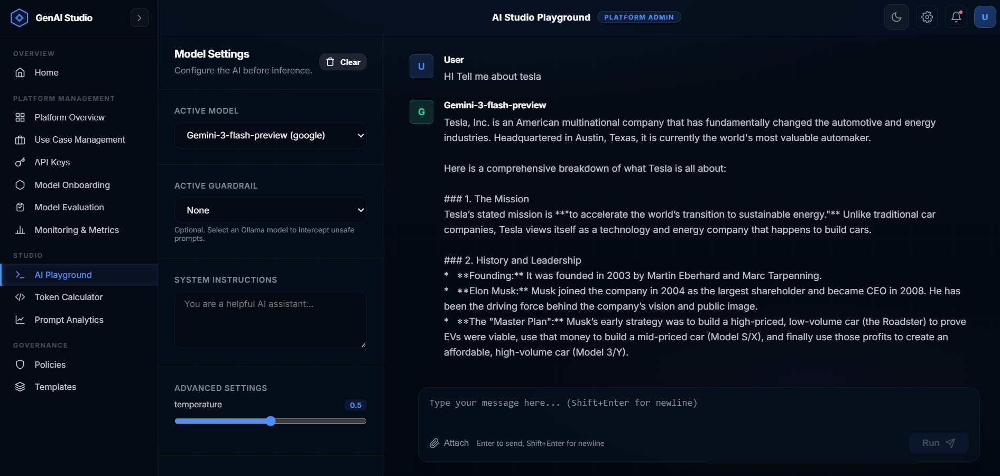 GenAI Studio
AI Studio Playground
PLATFORM ADMIN
U
OVERVIEW
Home
PLATFORM MANAGEMENT
Platform Overview
Use Case Management
API Keys
Model Onboarding
Model Evaluation
Monitoring & Metrics
STUDIO
AI Playground
Token Calculator
Prompt Analytics
GOVERNANCE
Policies
Templates
Model Settings
Configure the AI before inference.
Clear
ACTIVE MODEL
Gemini-3-flash-preview (google)
ACTIVE GUARDRAIL
None
Optional. Select an Ollama model to intercept unsafe
prompts.
SYSTEM INSTRUCTIONS
You are a helpful AI assistant...
ADVANCED SETTINGS
temperature
0.5
U
User
HI Tell me about tesla
G
Gemini-3-flash-preview
Tesla, Inc. is an American multinational company that has fundamentally changed the automotive and energy
industries. Headquartered in Austin, Texas, it is currently the world's most valuable automaker.
Here is a comprehensive breakdown of what Tesla is all about:
### 1. The Mission
Tesla’s stated mission is **"to accelerate the world’s transition to sustainable energy."** Unlike traditional car
companies, Tesla views itself as a technology and energy company that happens to build cars.
### 2. History and Leadership
*   **Founding:** It was founded in 2003 by Martin Eberhard and Marc Tarpenning.
*   **Elon Musk:** Musk joined the company in 2004 as the largest shareholder and became CEO in 2008. He has
been the driving force behind the company’s vision and public image.
*   **The "Master Plan":** Musk’s early strategy was to build a high-priced, low-volume car (the Roadster) to prove
EVs were viable, use that money to build a mid-priced car (Model S/X), and finally use those profits to create an
affordable, high-volume car (Model 3/Y).
Type your message here... (Shift+Enter for newline)
Attach
Enter to send, Shift+Enter for newline
Run